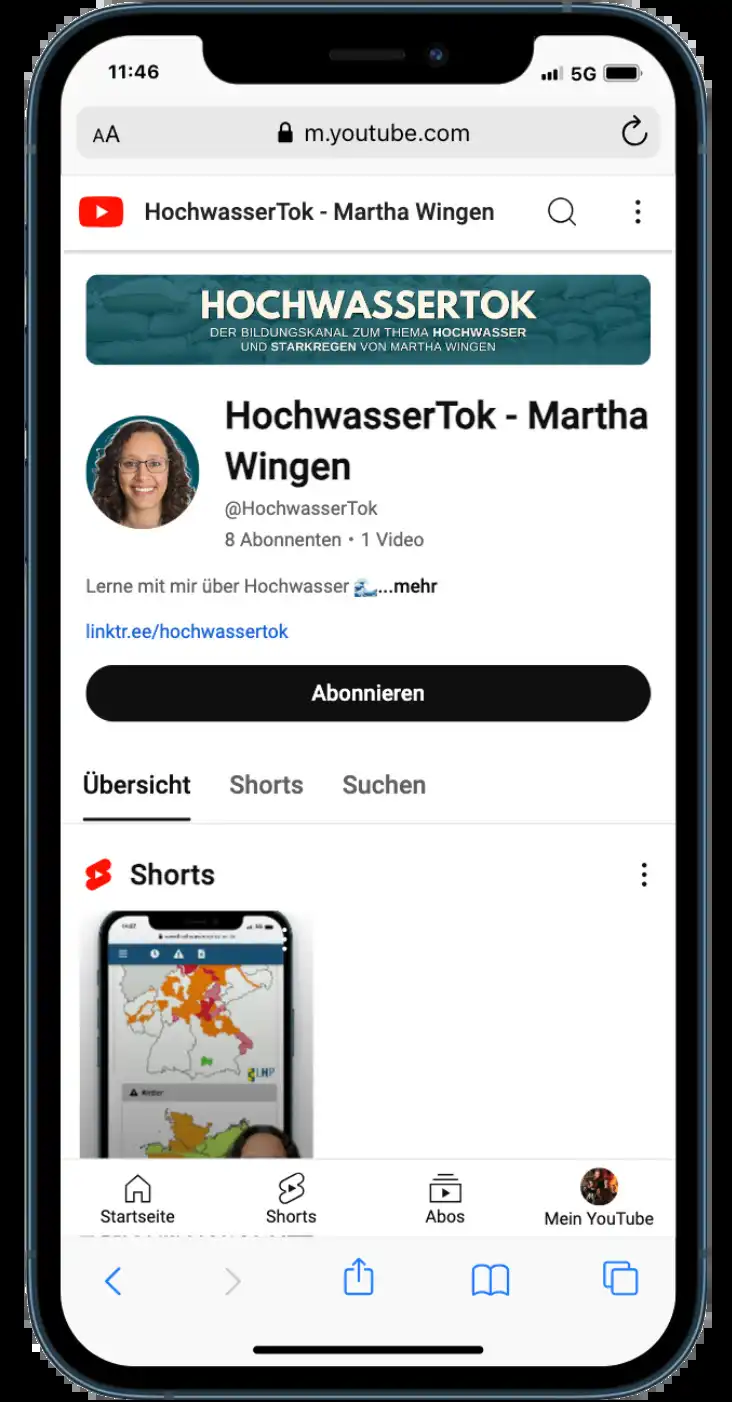 11:46
5G
AA
m.youtube.com
HochwasserTok - Martha Wingen
HOCHWASSERTOK
DER BILDUNGSKANAL ZUM THEMA HOCHWASSER
UND STARKREGEN VON MARTHA WINGEN
HochwasserTok - Martha
Wingen
@HochwasserTok
8 Abonnenten • 1 Video
Lerne mit mir über Hochwasser 🌊...mehr
linktr.ee/hochwassertok
Abonnieren
Übersicht Shorts Suchen
Shorts
LHP
Wetter
Startseite Shorts Abos Mein YouTube